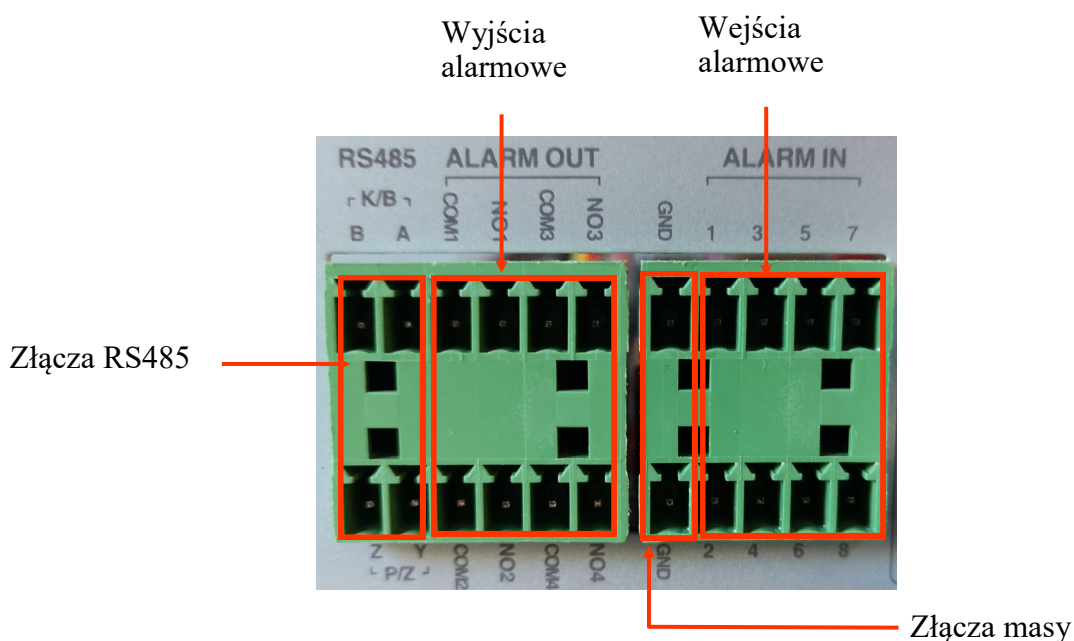 Wyjścia
alarmowe
Wejścia
alarmowe
RS485 ALARM OUT ALARM IN
K/B
B A COM1 NO1 COM3 NO3 GND 1 3 5 7
Złącza RS485
Z Y COM2 NO2 COM4 NO4 GND 2 4 6 8
P/Z
Złącza masy